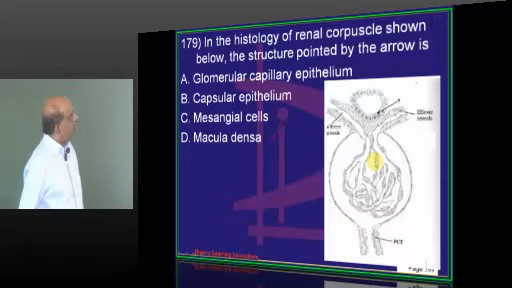 179) In the histology of renal corpuscle shown
below, the structure pointed by the arrow is
A. Glomerular capillary epithelium
B. Capsular epithelium
C. Mesangial cells
D. Macula densa
Afferent
arteriole
Efferent
arteriole
PCT
Page